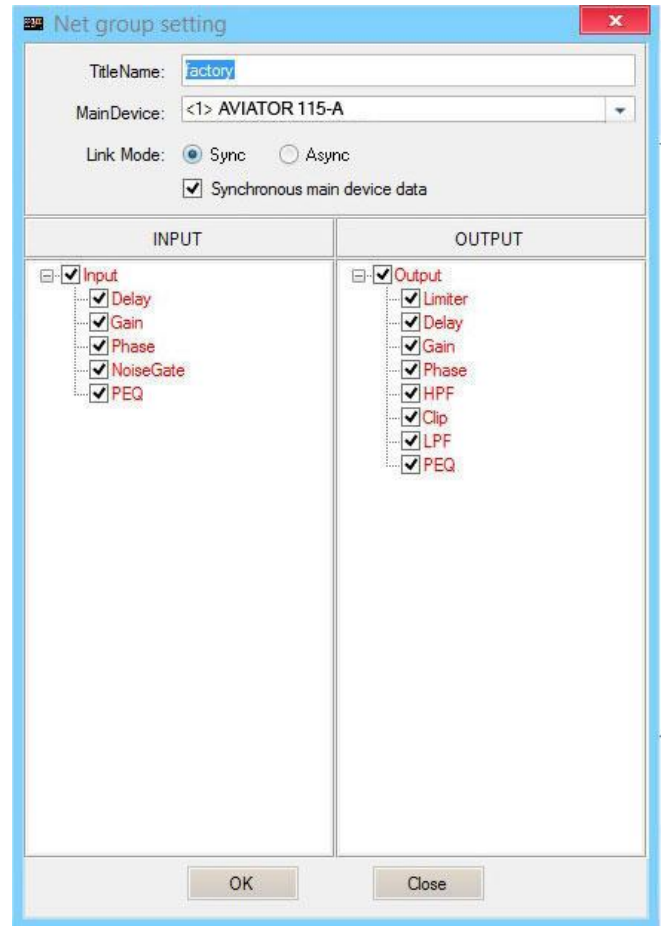 Net group setting
TitleName: factory
MainDevice: <1> AVIATOR 115-A
Link Mode: Sync Async
Synchronous main device data
INPUT OUTPUT
Input
Delay
Gain
Phase
NoiseGate
PEQ
Output
Limiter
Delay
Gain
Phase
HPF
Clip
LPF
PEQ
OK Close